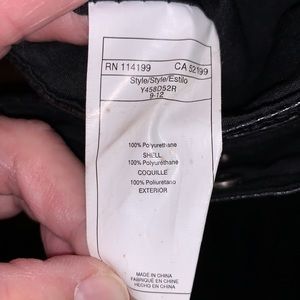 RN 114199 CA 52199
Style/Style/Estilo
Y458D52R
9-12
100% Polyurethane
SHELL
100% Polyurethane
COQUILLE
100% Poliuretano
EXTERIOR
MADE IN CHINA
FABRIQUÉ EN CHINE
HECHO EN CHINA